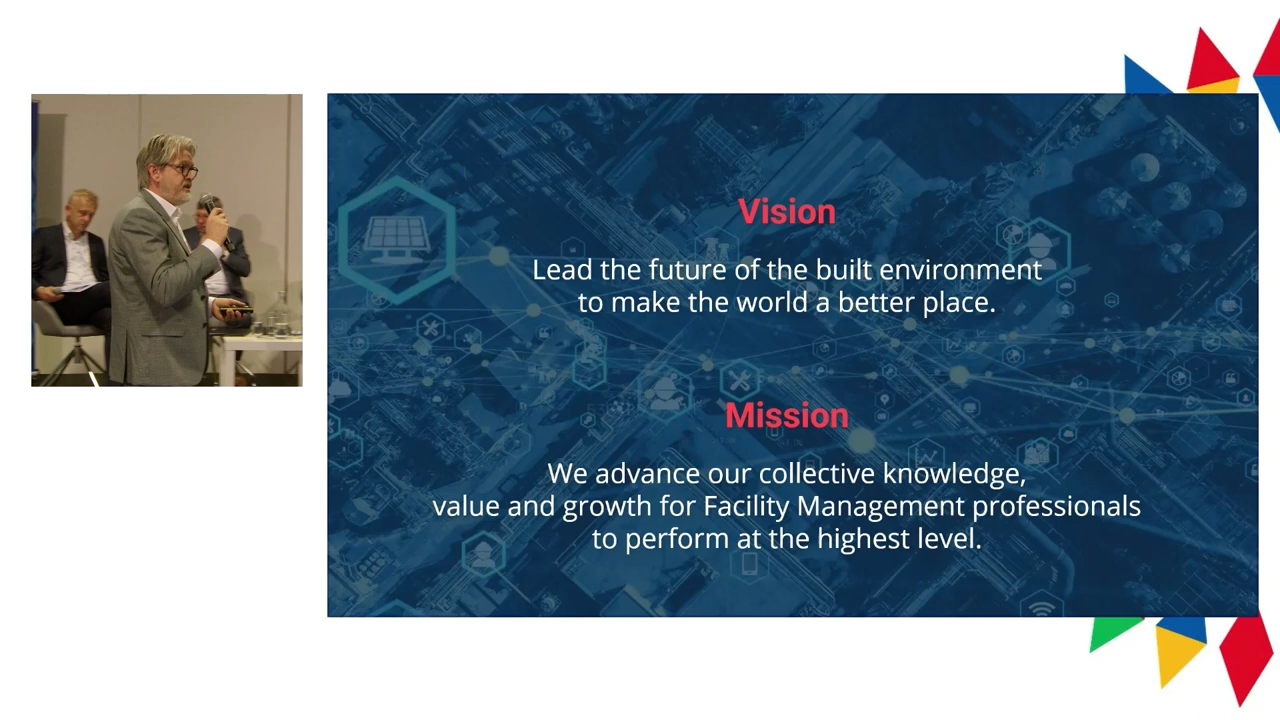 Vision
Lead the future of the built environment
to make the world a better place.
Mission
We advance our collective knowledge,
value and growth for Facility Management professionals
to perform at the highest level.